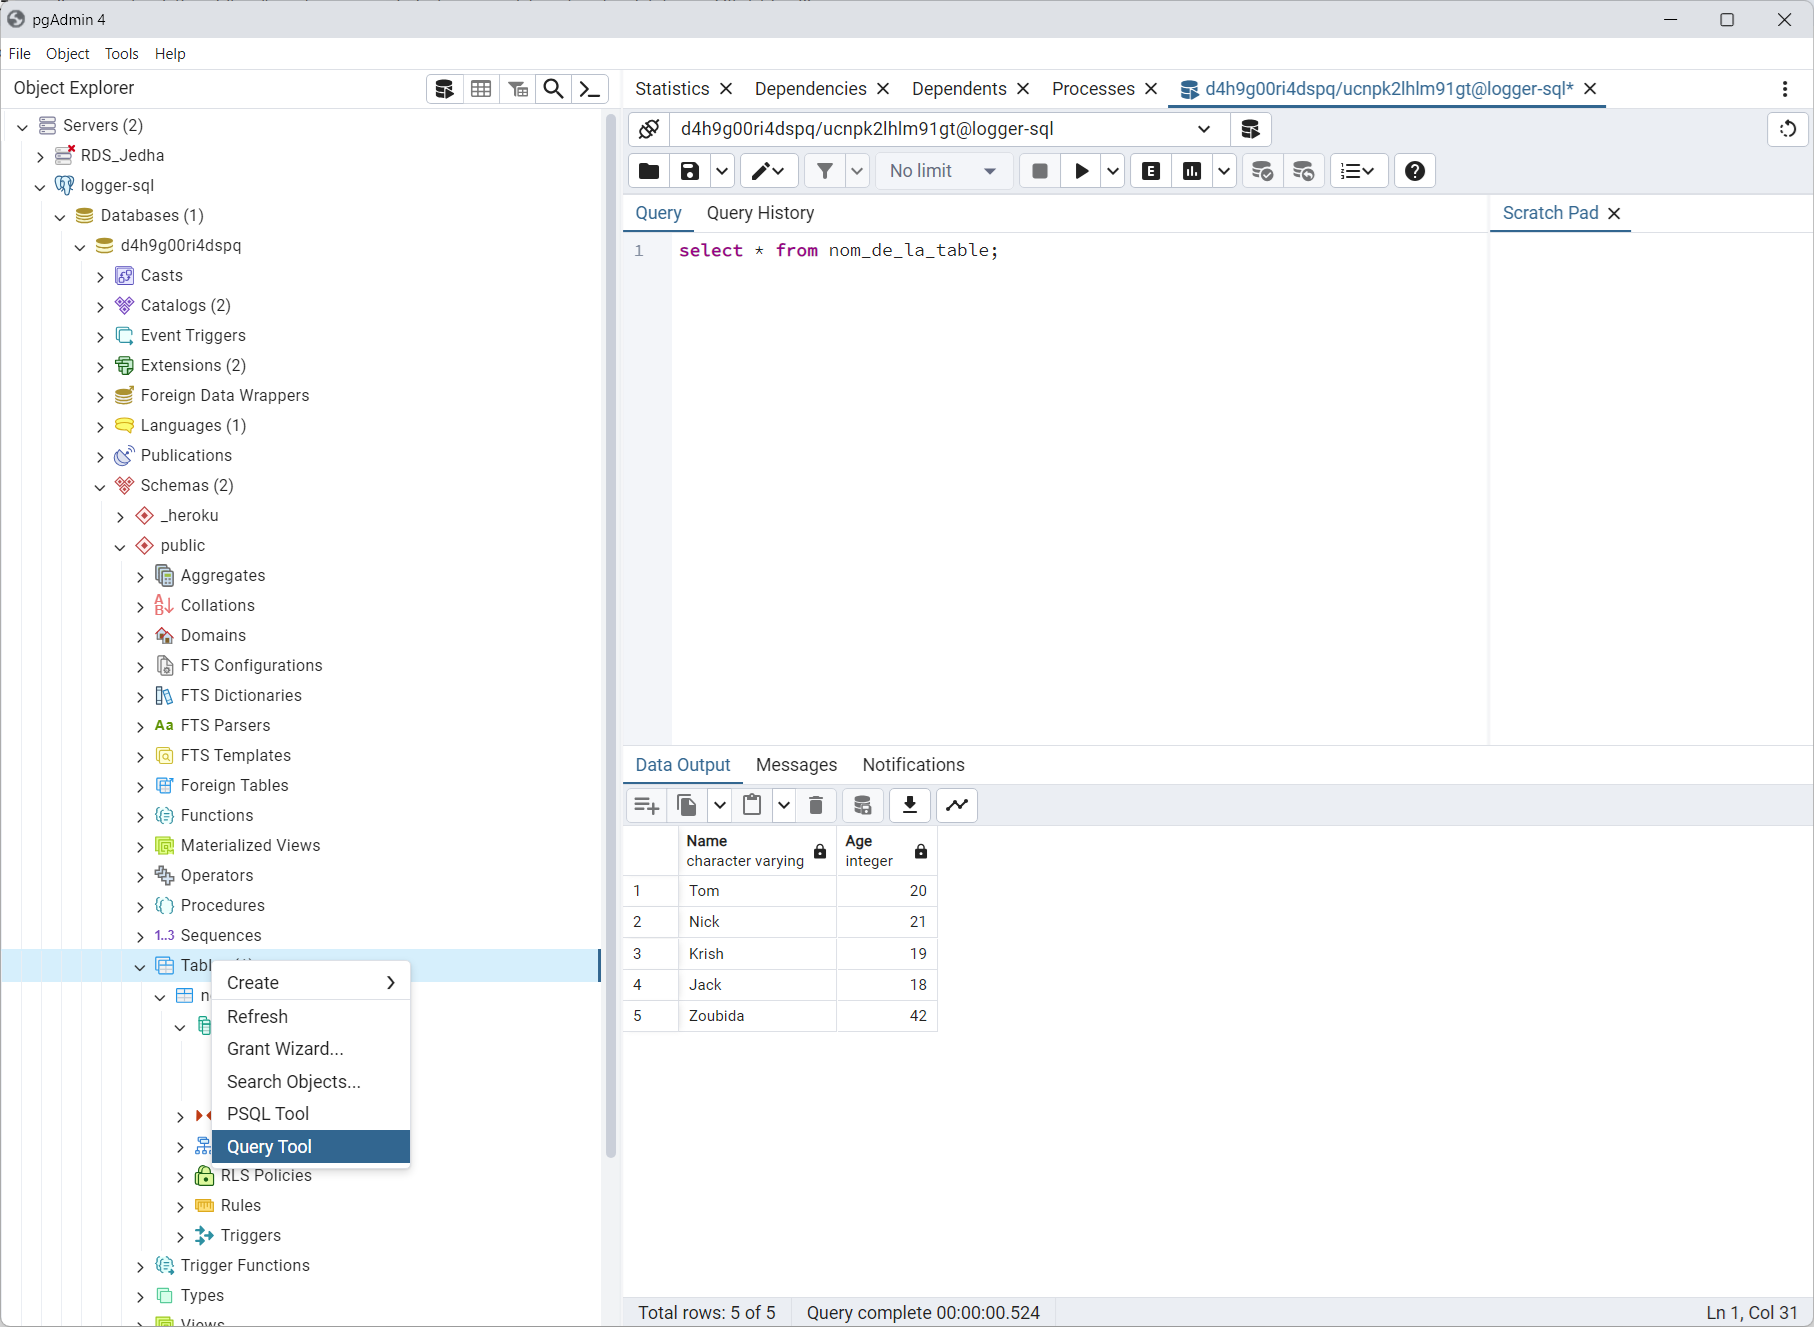 pgAdmin 4
File Object Tools Help
Object Explorer
Servers (2)
RDS_Jedha
logger-sql
Databases (1)
d4h9g00ri4dspq
Casts
Catalogs (2)
Event Triggers
Extensions (2)
Foreign Data Wrappers
Languages (1)
Publications
Schemas (2)
_heroku
public
Aggregates
Collations
Domains
FTS Configurations
FTS Dictionaries
Aa FTS Parsers
FTS Templates
Foreign Tables
Functions
Materialized Views
Operators
Procedures
1..3 Sequences
Create
Refresh
Grant Wizard...
Search Objects...
PSQL Tool
Query Tool
RLS Policies
Rules
Triggers
Trigger Functions
Types
Views
Statistics Dependencies Dependents Processes d4h9g00ri4dspq/ucnpk2lhlm91gt@logger-sql*
d4h9g00ri4dspq/ucnpk2lhlm91gt@logger-sql
No limit
Query Query History
Scratch Pad
1 select * from nom_de_la_table;
Data Output Messages Notifications
Name Age
character varying integer
1 Tom 20
2 Nick 21
3 Krish 19
4 Jack 18
5 Zoubida 42
Total rows: 5 of 5 Query complete 00:00:00.524 Ln 1, Col 31